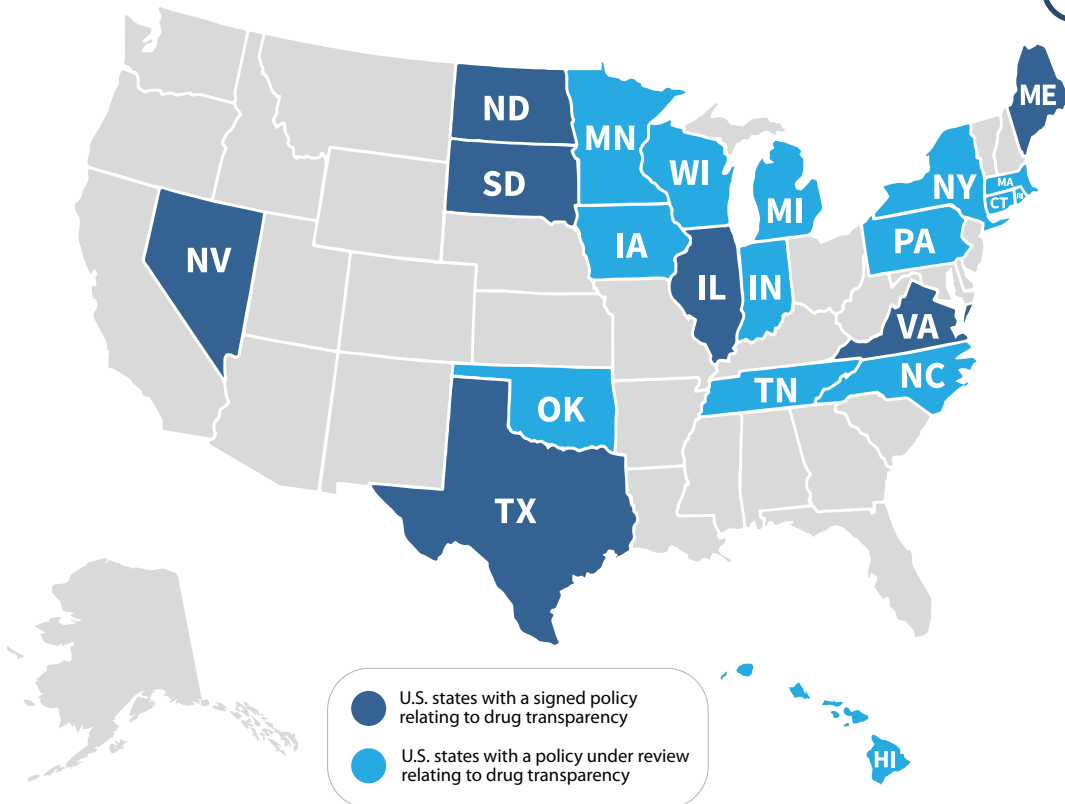 ND
MN
ME
WI
SD
NY
MA
CT
RI
MI
PA
IA
NV
IL
IN
VA
NC
TN
OK
TX
U.S. states with a signed policy
relating to drug transparency
U.S. states with a policy under review
relating to drug transparency
HI